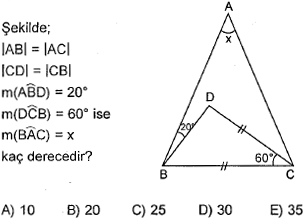 Şekilde;
|AB| = |AC|
|CD| = |CB|
m(ABD) = 20°
m(DCB) = 60° ise
m(BAC) = x
kaç derecedir?
A
x
D
20°
60°
B
C
A) 10 B) 20 C) 25 D) 30 E) 35